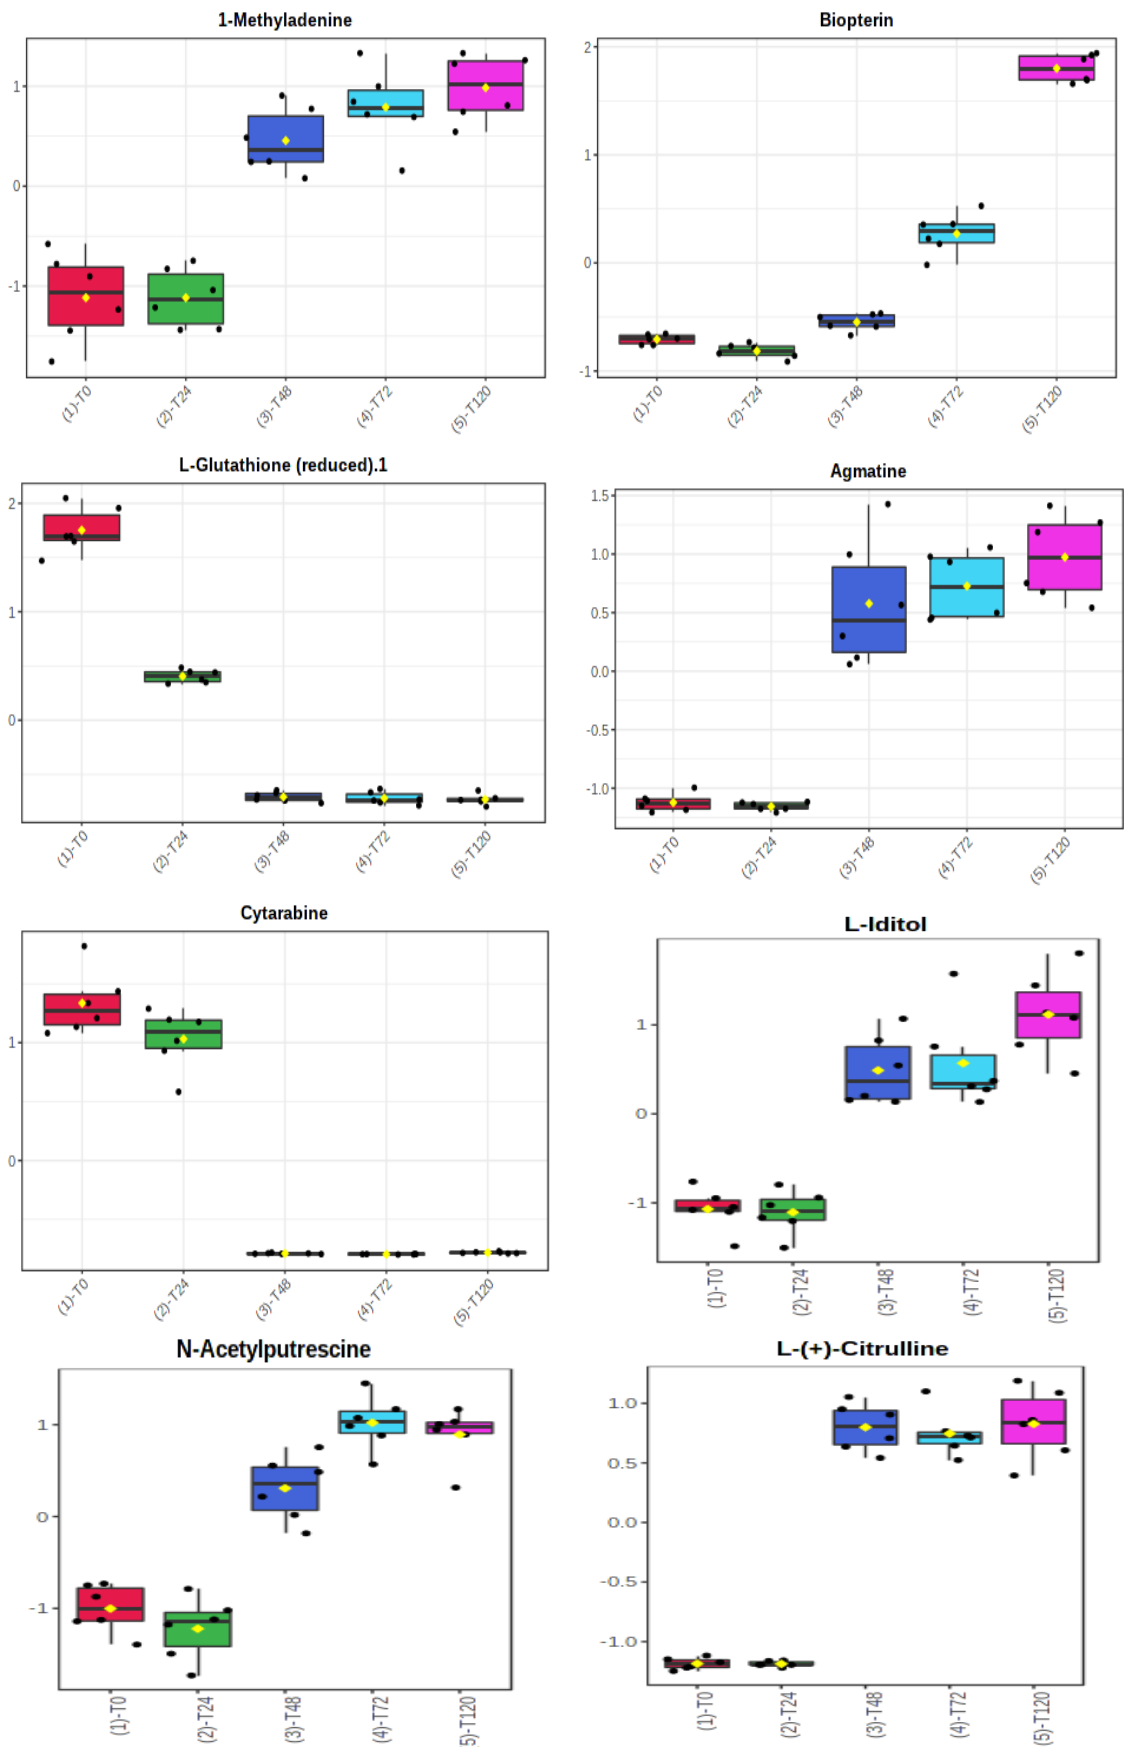 1-Methyladenine
1
0
-1
(1)-T0
(2)-T24
(3)-T48
(4)-T72
(5)-T120
Biopterin
2
1
0
-1
(1)-T0
(2)-T24
(3)-T48
(4)-T72
(5)-T120
L-Glutathione (reduced).1
2
1
0
(1)-T0
(2)-T24
(3)-T48
(4)-T72
(5)-T120
Agmatine
1.5
1.0
0.5
0.0
-0.5
-1.0
(1)-T0
(2)-T24
(3)-T48
(4)-T72
(5)-T120
Cytarabine
1
0
(1)-T0
(2)-T24
(3)-T48
(4)-T72
(5)-T120
L-Iditol
1
0
-1
(1)-T0
(2)-T24
(3)-T48
(4)-T72
(5)-T120
N-Acetylputrescine
1
0
-1
(1)-T0
(2)-T24
(3)-T48
(4)-T72
5)-T120
L-(+)-Citrulline
1.0
0.5
0.0
-0.5
-1.0
(1)-T0
(2)-T24
(3)-T48
(4)-T72
(5)-T120